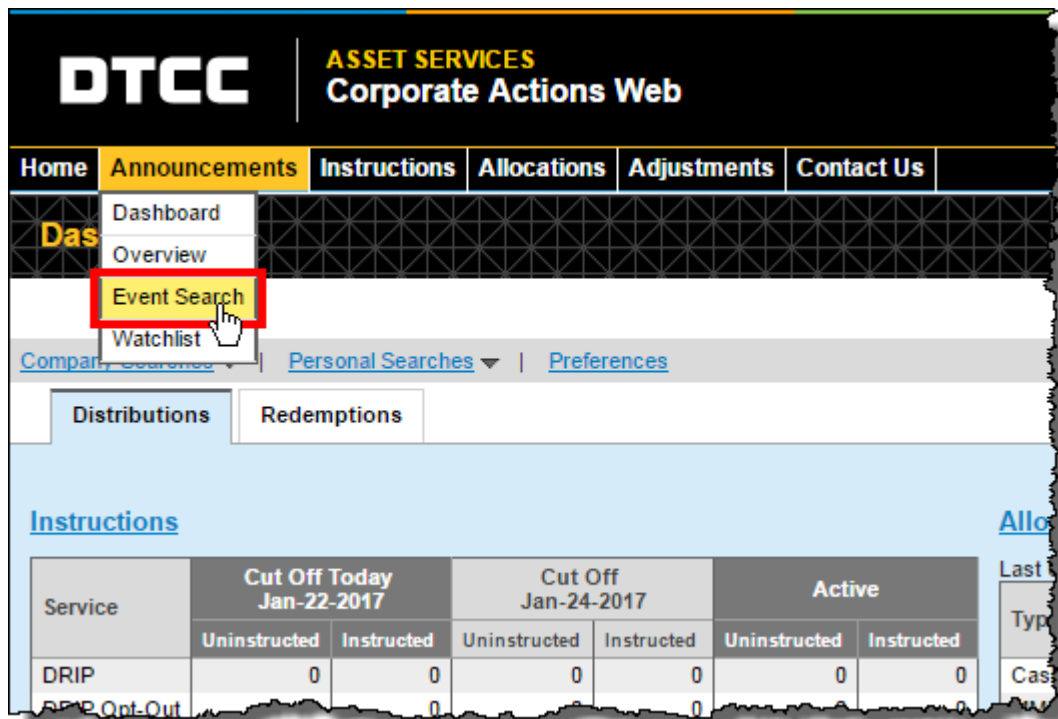 DTCC
ASSET SERVICES
Corporate Actions Web
Home Announcements Instructions Allocations Adjustments Contact Us
Dashboard
Das
Overview
Event Search
Watchlist
Personal Searches | Preferences
Distributions Redemptions
Instructions
Service Cut Off Today Cut Off Active
Jan-22-2017 Jan-24-2017
Last
Uninstructed Instructed Uninstructed Instructed Uninstructed Instructed
DRIP 0 0 0 0 0 0